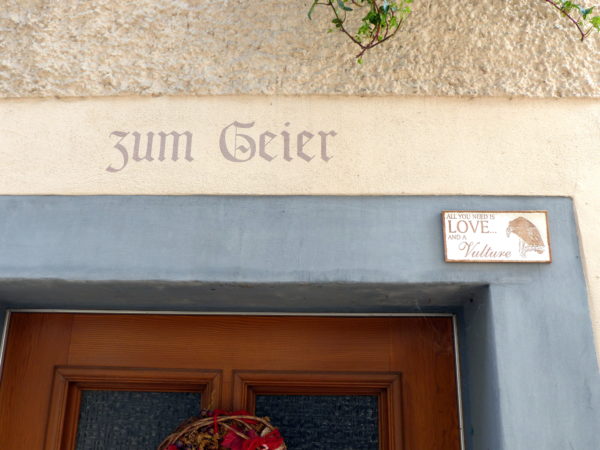 zum Geier
ALL YOU NEED IS
LOVE...
AND A
Vulture